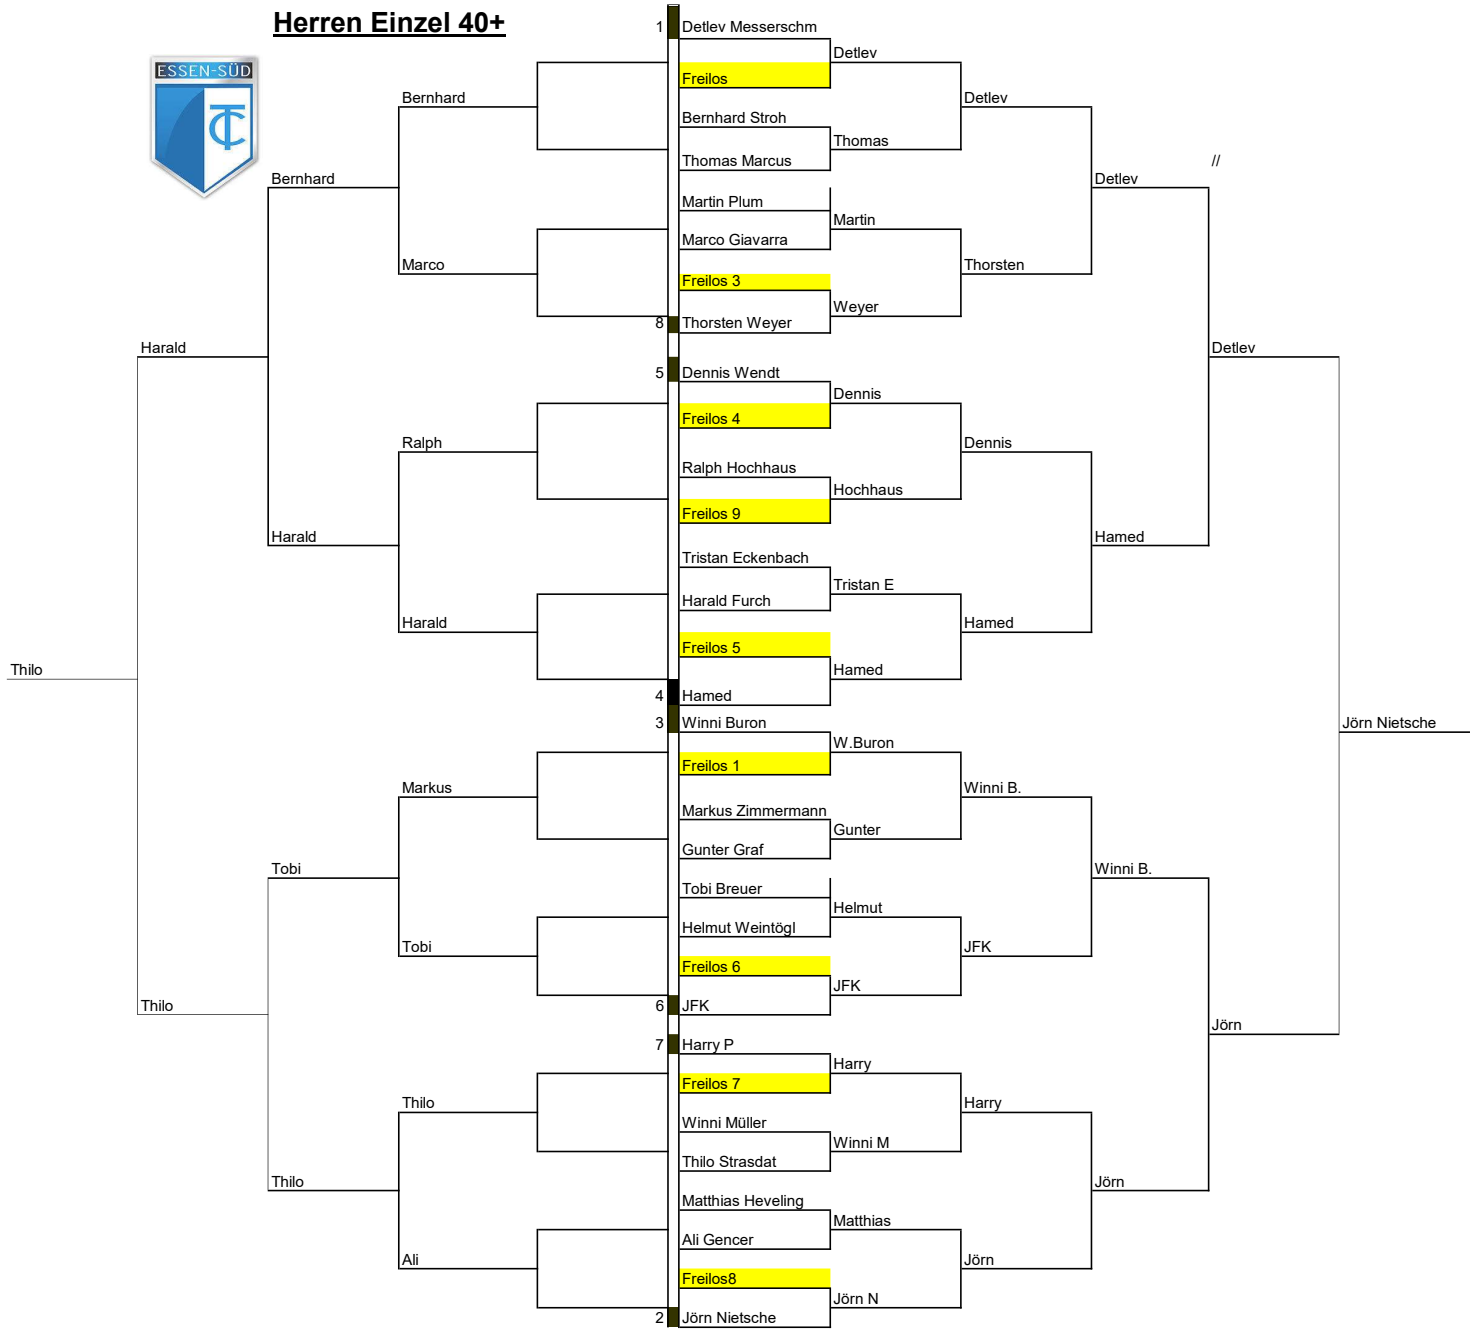 Herren Einzel 40+
1 Detlev Messerschm
Detlev
ESSEN-SÜD
TC
Freilos
Bernhard
Detlev
Bernhard Stroh
Thomas
Thomas Marcus
//
Bernhard
Detlev
Martin Plum
Martin
Marco Giavarra
Marco
Thorsten
Freilos 3
Weyer
8 Thorsten Weyer
Harald
Detlev
5 Dennis Wendt
Dennis
Freilos 4
Ralph
Dennis
Ralph Hochhaus
Hochhaus
Freilos 9
Harald
Hamed
Tristan Eckenbach
Tristan E
Harald Furch
Harald
Hamed
Freilos 5
Thilo
Hamed
4 Hamed
3 Winni Buron
Jörn Nietsche
W.Buron
Freilos 1
Markus
Winni B.
Markus Zimmermann
Gunter
Gunter Graf
Tobi
Winni B.
Tobi Breuer
Helmut
Helmut Weintögl
Tobi
JFK
Freilos 6
JFK
6 JFK
Thilo
Jörn
7 Harry P
Harry
Freilos 7
Thilo
Harry
Winni Müller
Winni M
Thilo Strasdat
Thilo
Jörn
Matthias Heveling
Matthias
Ali Gencer
Ali
Jörn
Freilos8
Jörn N
2 Jörn Nietsche